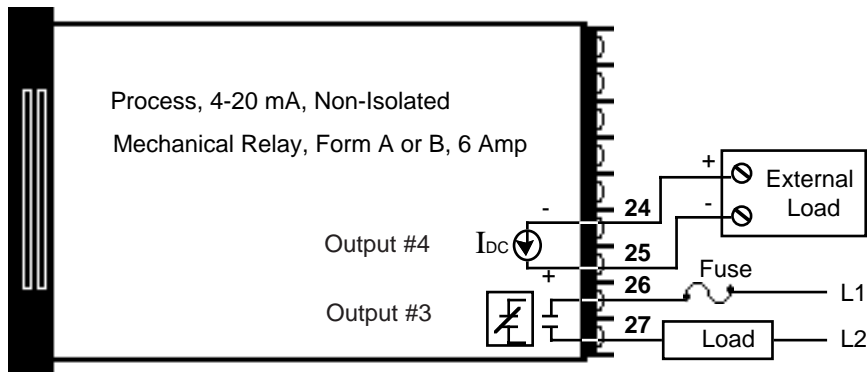 Process, 4-20 mA, Non-Isolated
Mechanical Relay, Form A or B, 6 Amp
+
External
Load
-
24
-
Output #4
IDC
25
+
Fuse
26
L1
Output #3
27
Load
L2